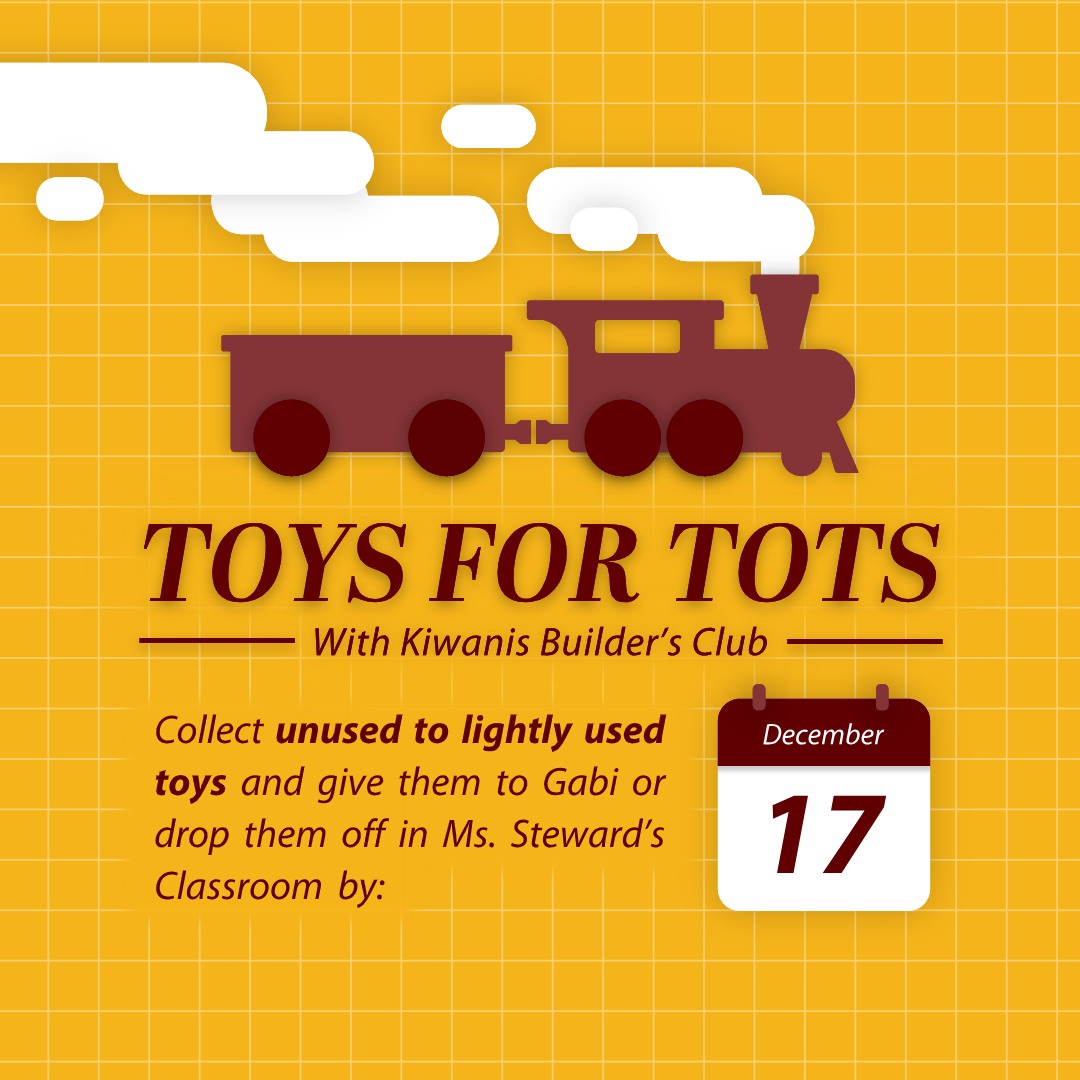 TOYS FOR TOTS
With Kiwanis Builder’s Club
Collect unused to lightly used
toys and give them to Gabi or
drop them off in Ms. Steward’s
Classroom by:
December
17